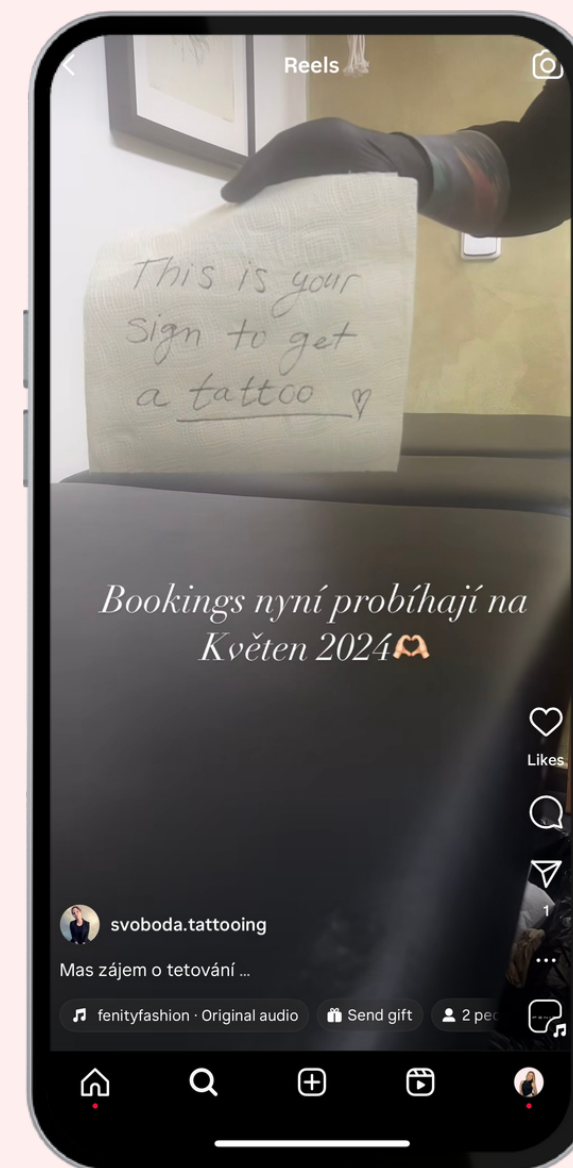 Reels
This is your
sign to get
a tattoo ♡
Bookings nyní probíhají na
Květen 2024🫶🏻
Likes
1
svoboda.tattooing
Mas zájem o tetování ...
fenityfashion · Original audio
Send gift
2 peo